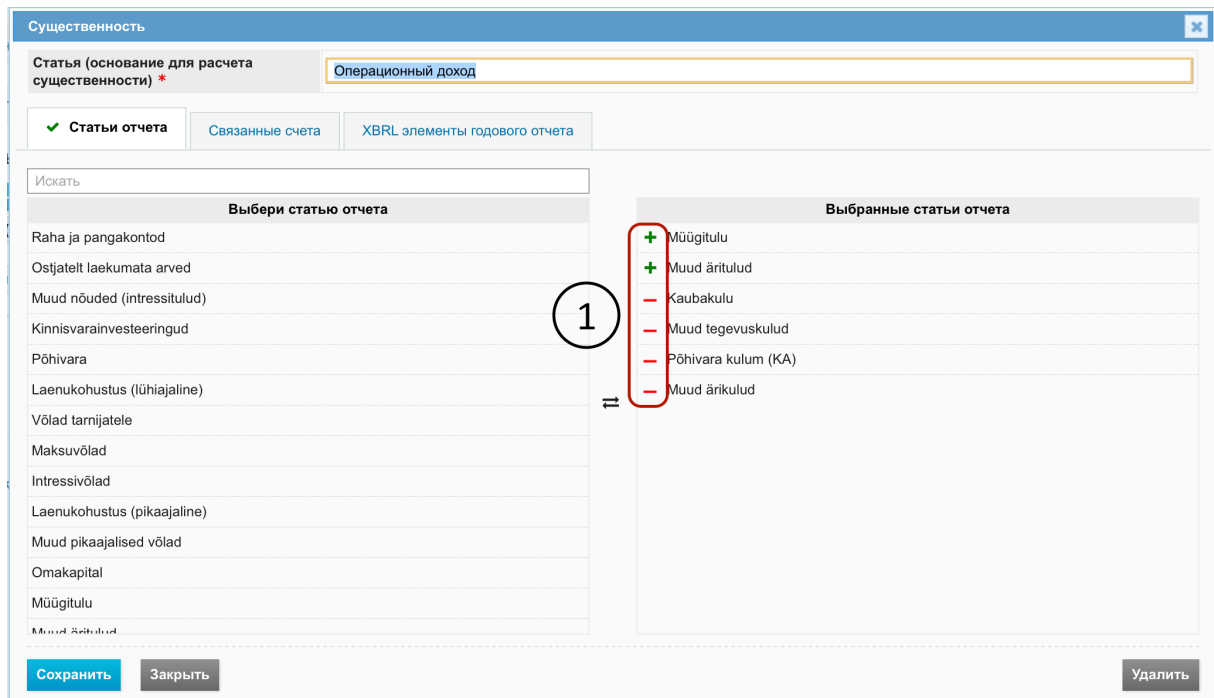 Существенность
Статья (основание для расчета
существенности) *
Операционный доход
Статьи отчета
Связанные счета
XBRL элементы годового отчета
Искать
Выбери статью отчета
Raha ja pangakontod
Ostjatelt laekumata arved
Muud nõuded (intressitulud)
Kinnisvarainvesteeringud
Põhivara
Laenukohustus (lühiajaline)
Võlad tarnijatele
Maksuvõlad
Intressivõlad
Laenukohustus (pikaajaline)
Muud pikaajalised võlad
Omakapital
Müügitulu
Muud äritulud
1
Выбранные статьи отчета
+ Müügitulu
+ Muud äritulud
– Kaubakulu
– Muud tegevuskulud
– Põhivara kulum (KA)
– Muud ärikulud
Сохранить
Закрыть
Удалить